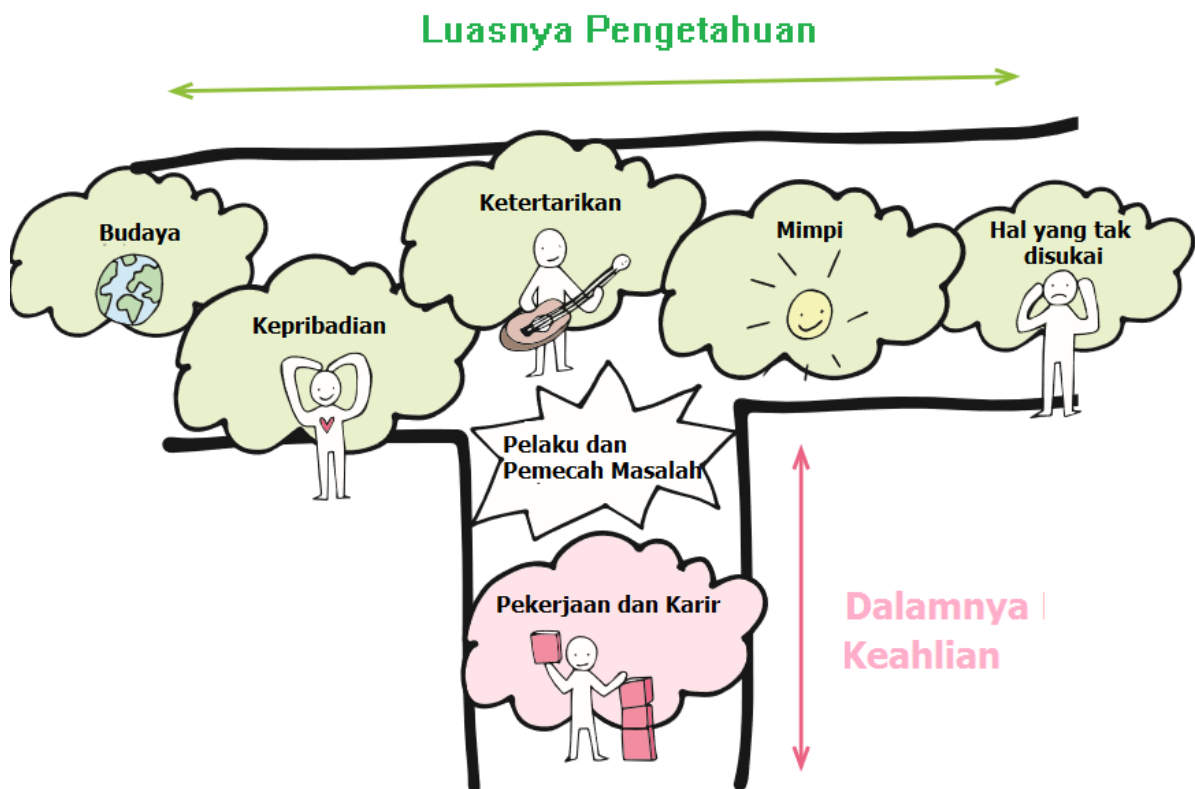 Luasnya Pengetahuan
Budaya
Kepribadian
Ketertarikan
Mimpi
Hal yang tak
disukai
Pelaku dan
Pemecah Masalah
Pekerjaan dan Karir
Dalamnya
Keahlian